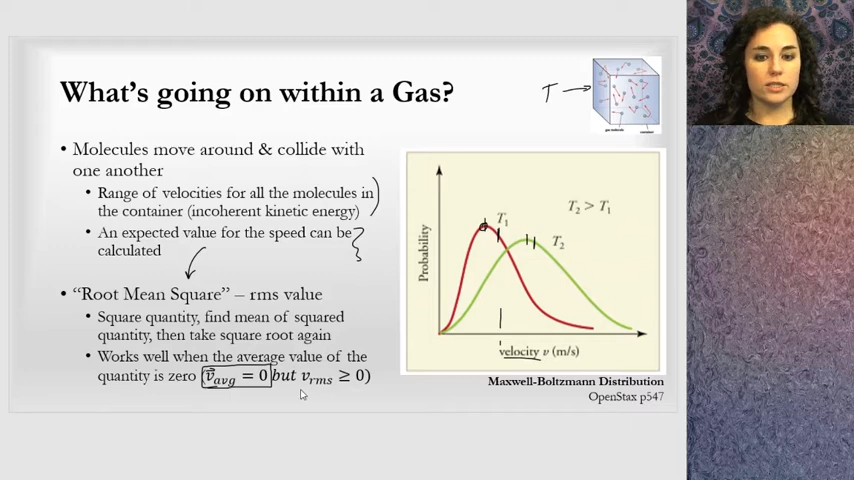 What's going on within a Gas?
T
• Molecules move around & collide with
one another
• Range of velocities for all the molecules in
the container (incoherent kinetic energy)
• An expected value for the speed can be
calculated
• "Root Mean Square" – rms value
• Square quantity, find mean of squared
quantity, then take square root again
• Works well when the average value of the
quantity is zero (v⃗avg = 0 but vrms ≥ 0)
gas molecule
container
Probability
T1
T2 > T1
T2
velocity v (m/s)
Maxwell-Boltzmann Distribution
OpenStax p547